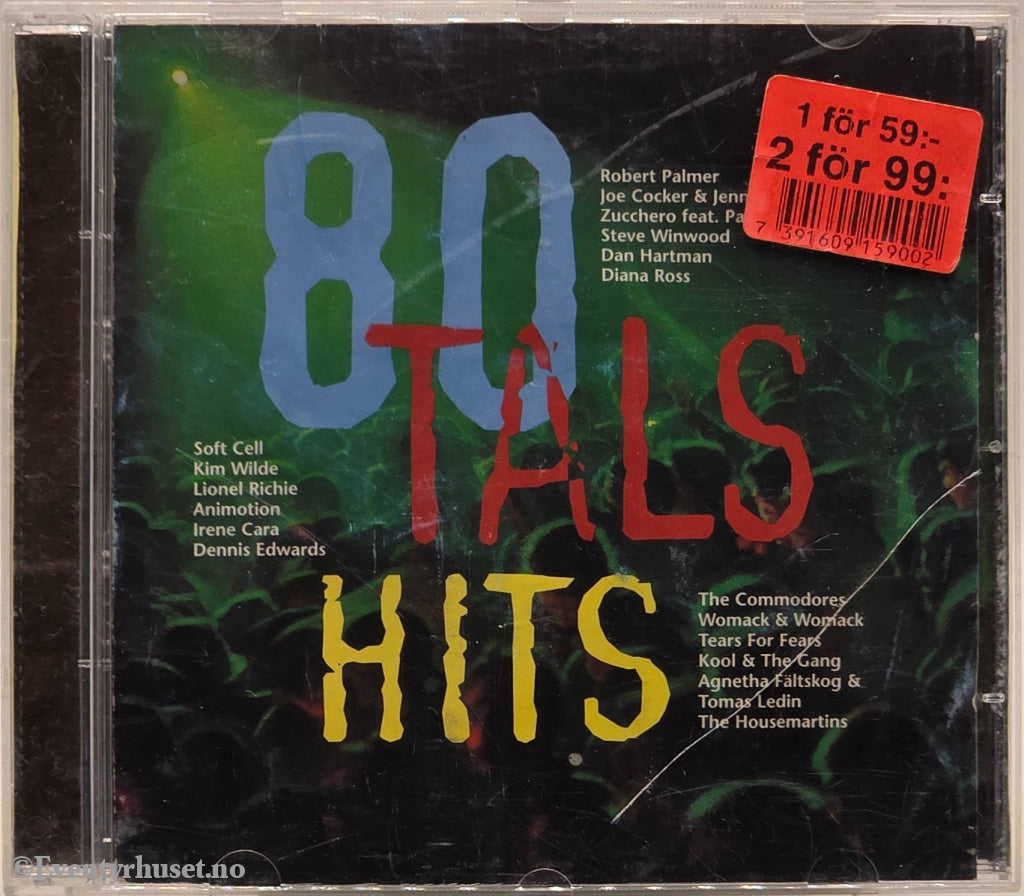 80
TALS
HITS
Robert Palmer
Joe Cocker &
Zucchero feat.
Steve Winwood
Dan Hartman
Diana Ross
1 för 59:-
2 för 99:
7 391609 159002
Soft Cell
Kim Wilde
Lionel Richie
Animotion
Irene Cara
Dennis Edwards
The Commodores
Womack & Womack
Tears For Fears
Kool & The Gang
Agnetha Fältskog &
Tomas Ledin
The Housemartins
©Eventyrhuset.no